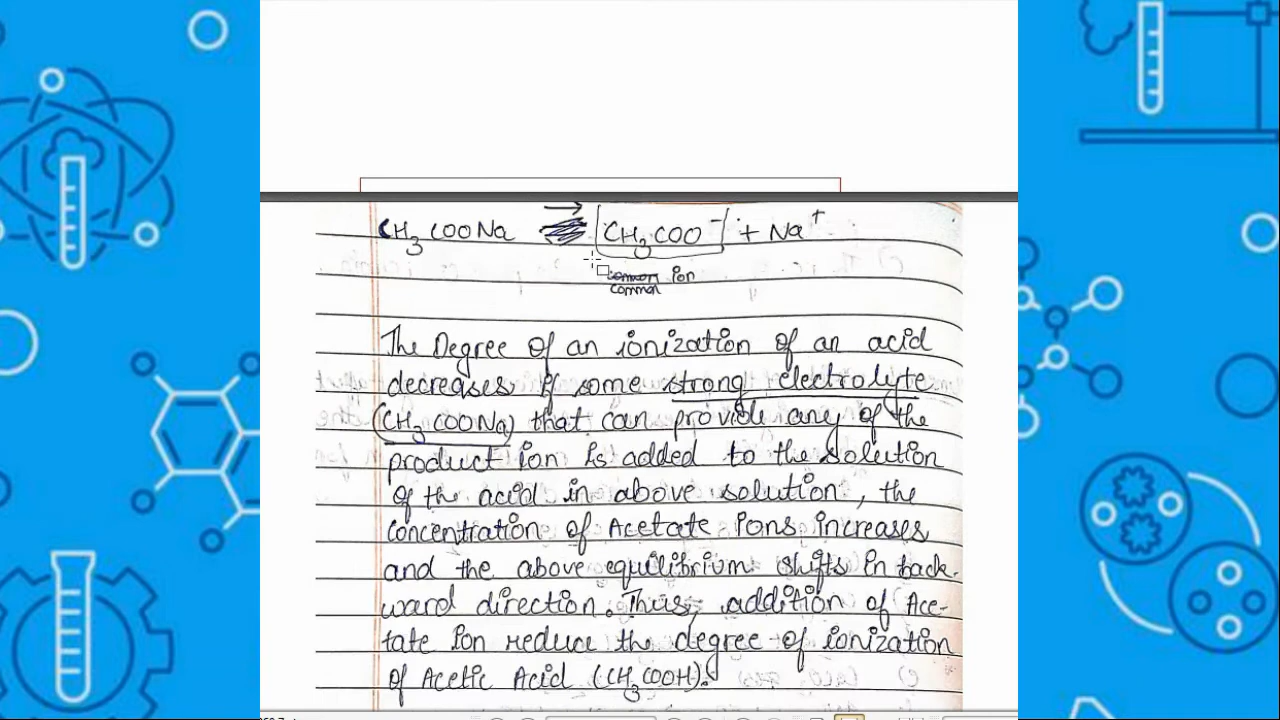 CH3COONa → CH3COO⁻ + Na⁺
common ion
common
The Degree of an ionization of an acid
decreases if some strong electrolyte
(CH3COONa) that can provide any of the
product ion is added to the solution
of the acid in above solution, the
concentration of Acetate ions increases
and the above equilibrium shifts in back-
ward direction. Thus, addition of Ace-
tate ion reduce the degree of ionization
of Acetic Acid (CH3COOH).